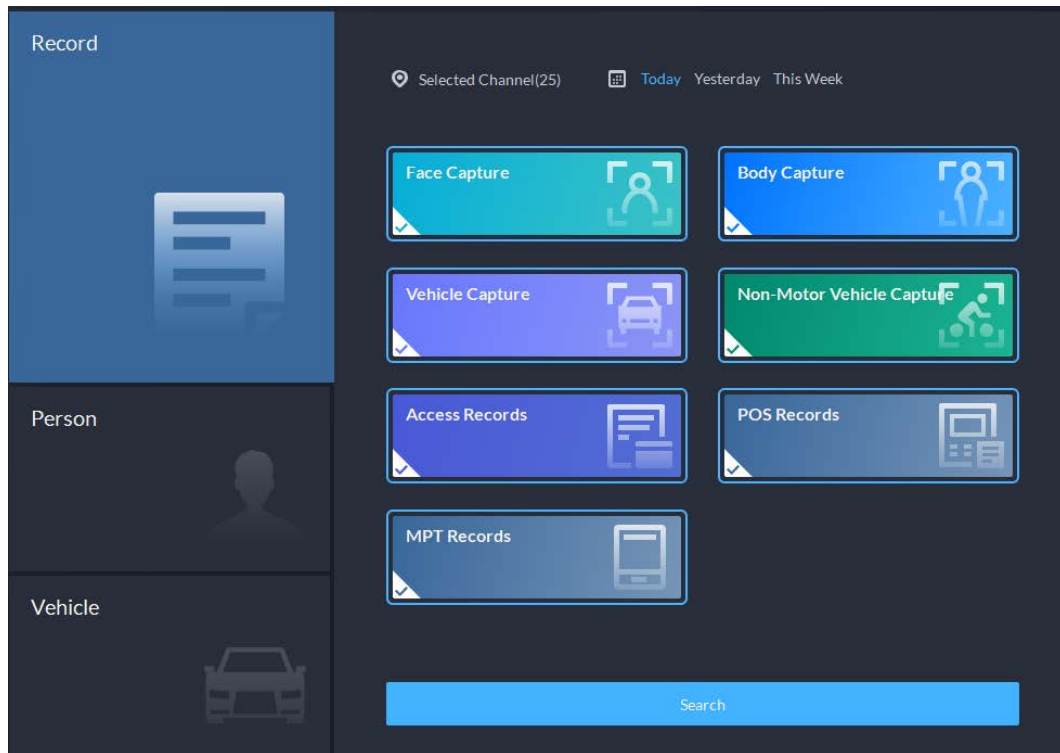 Record
Selected Channel(25)
Today Yesterday This Week
Face Capture
Body Capture
Vehicle Capture
Non-Motor Vehicle Capture
Person
Access Records
POS Records
MPT Records
Vehicle
Search